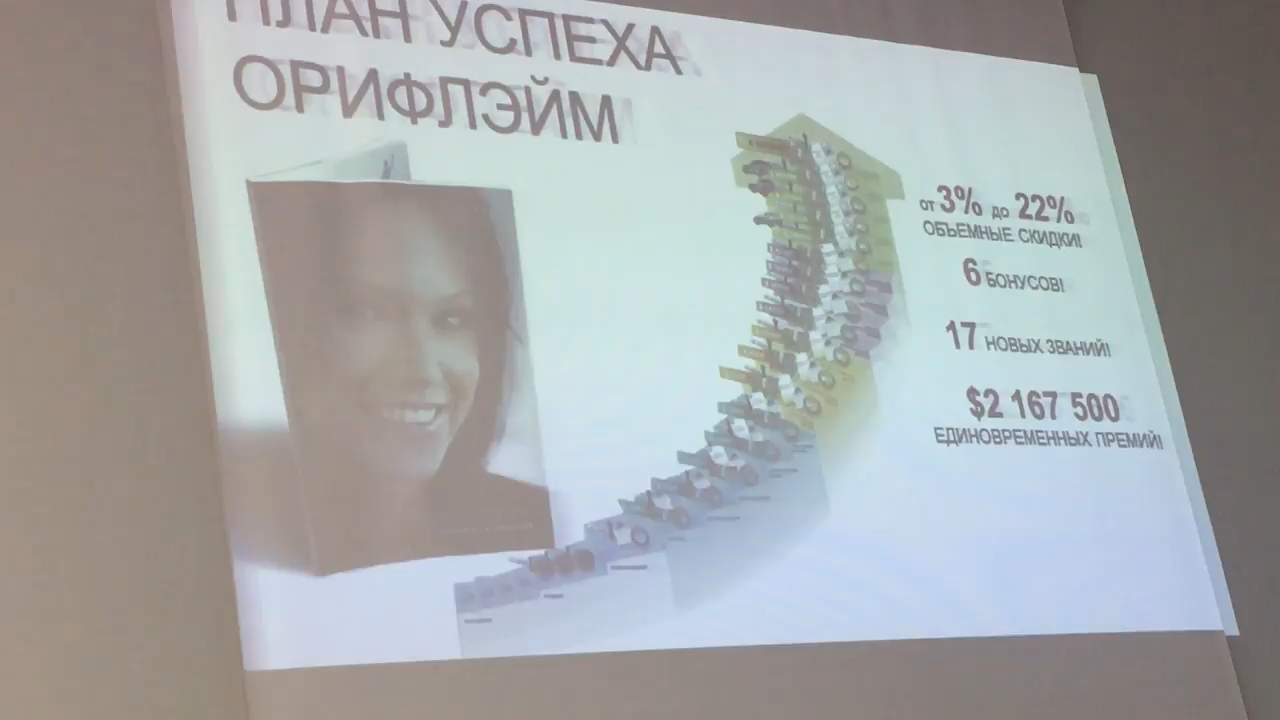 ПЛАН УСПЕХА
ОРИФЛЭЙМ
от 3% до 22%
ОБЪЕМНЫЕ СКИДКИ!
6 БОНУСОВ!
17 НОВЫХ ЗВАНИЙ!
$2 167 500
ЕДИНОВРЕМЕННЫХ ПРЕМИЙ!